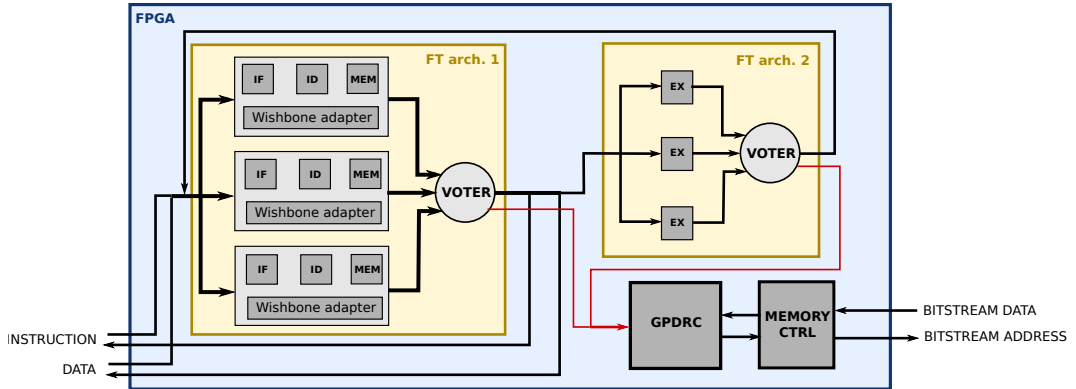 FPGA
FT arch. 1
IF ID MEM
Wishbone adapter
IF ID MEM
Wishbone adapter
IF ID MEM
Wishbone adapter
VOTER
FT arch. 2
EX
EX
EX
VOTER
GPDRC
MEMORY
CTRL
INSTRUCTION
DATA
BITSTREAM DATA
BITSTREAM ADDRESS